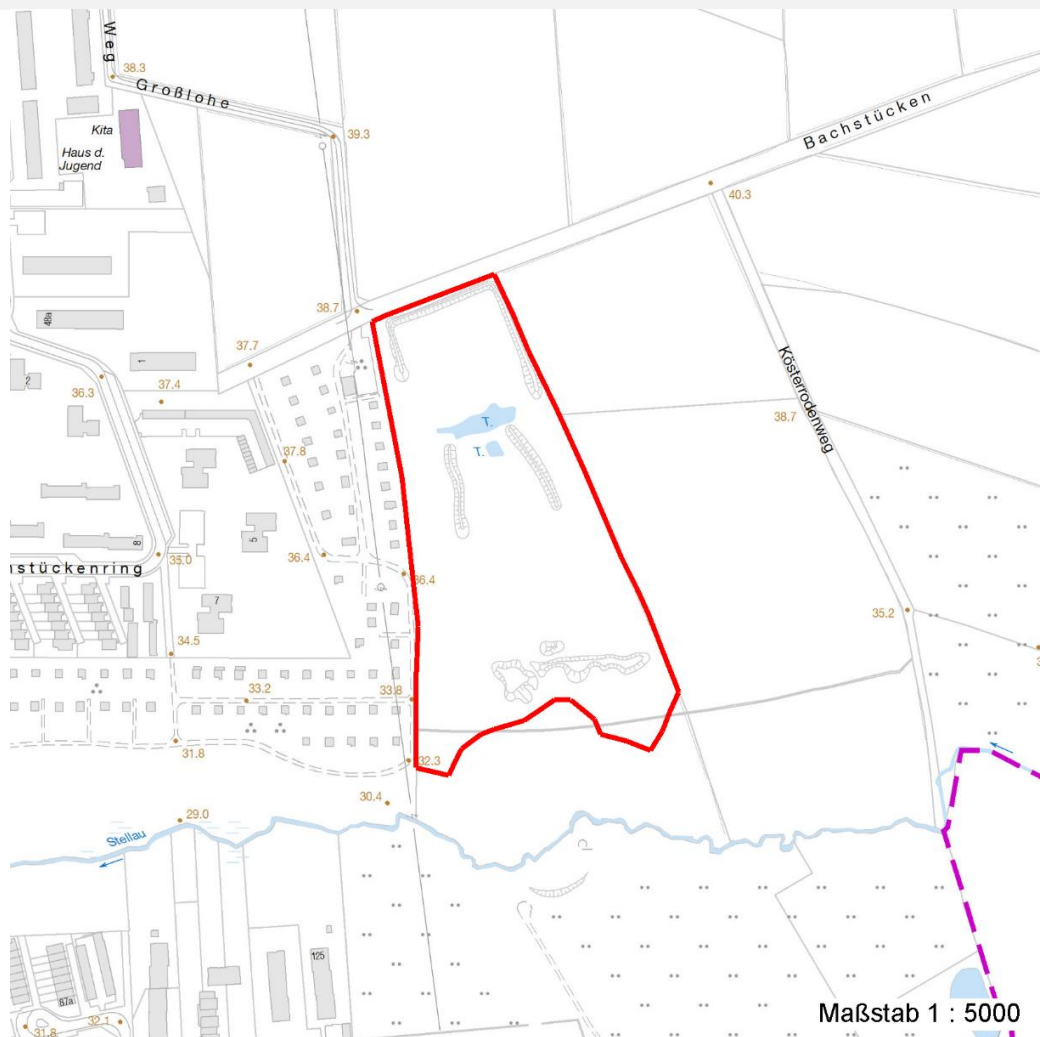 Weg
38.3
Großlohe
Kita
Haus d.
Jugend
39.3
Bachstücken
40.3
38.7
48a
37.7
1
2
36.3
37.4
Kösterrodenweg
38.7
T.
T.
37.8
8
5
36.4
35.0
nstückenring
36.4
7
35.2
34.5
33.2
33.8
31.8
32.3
30.4
29.0
Stellau
125
87a
31.8
32.1
Maßstab 1 : 5000